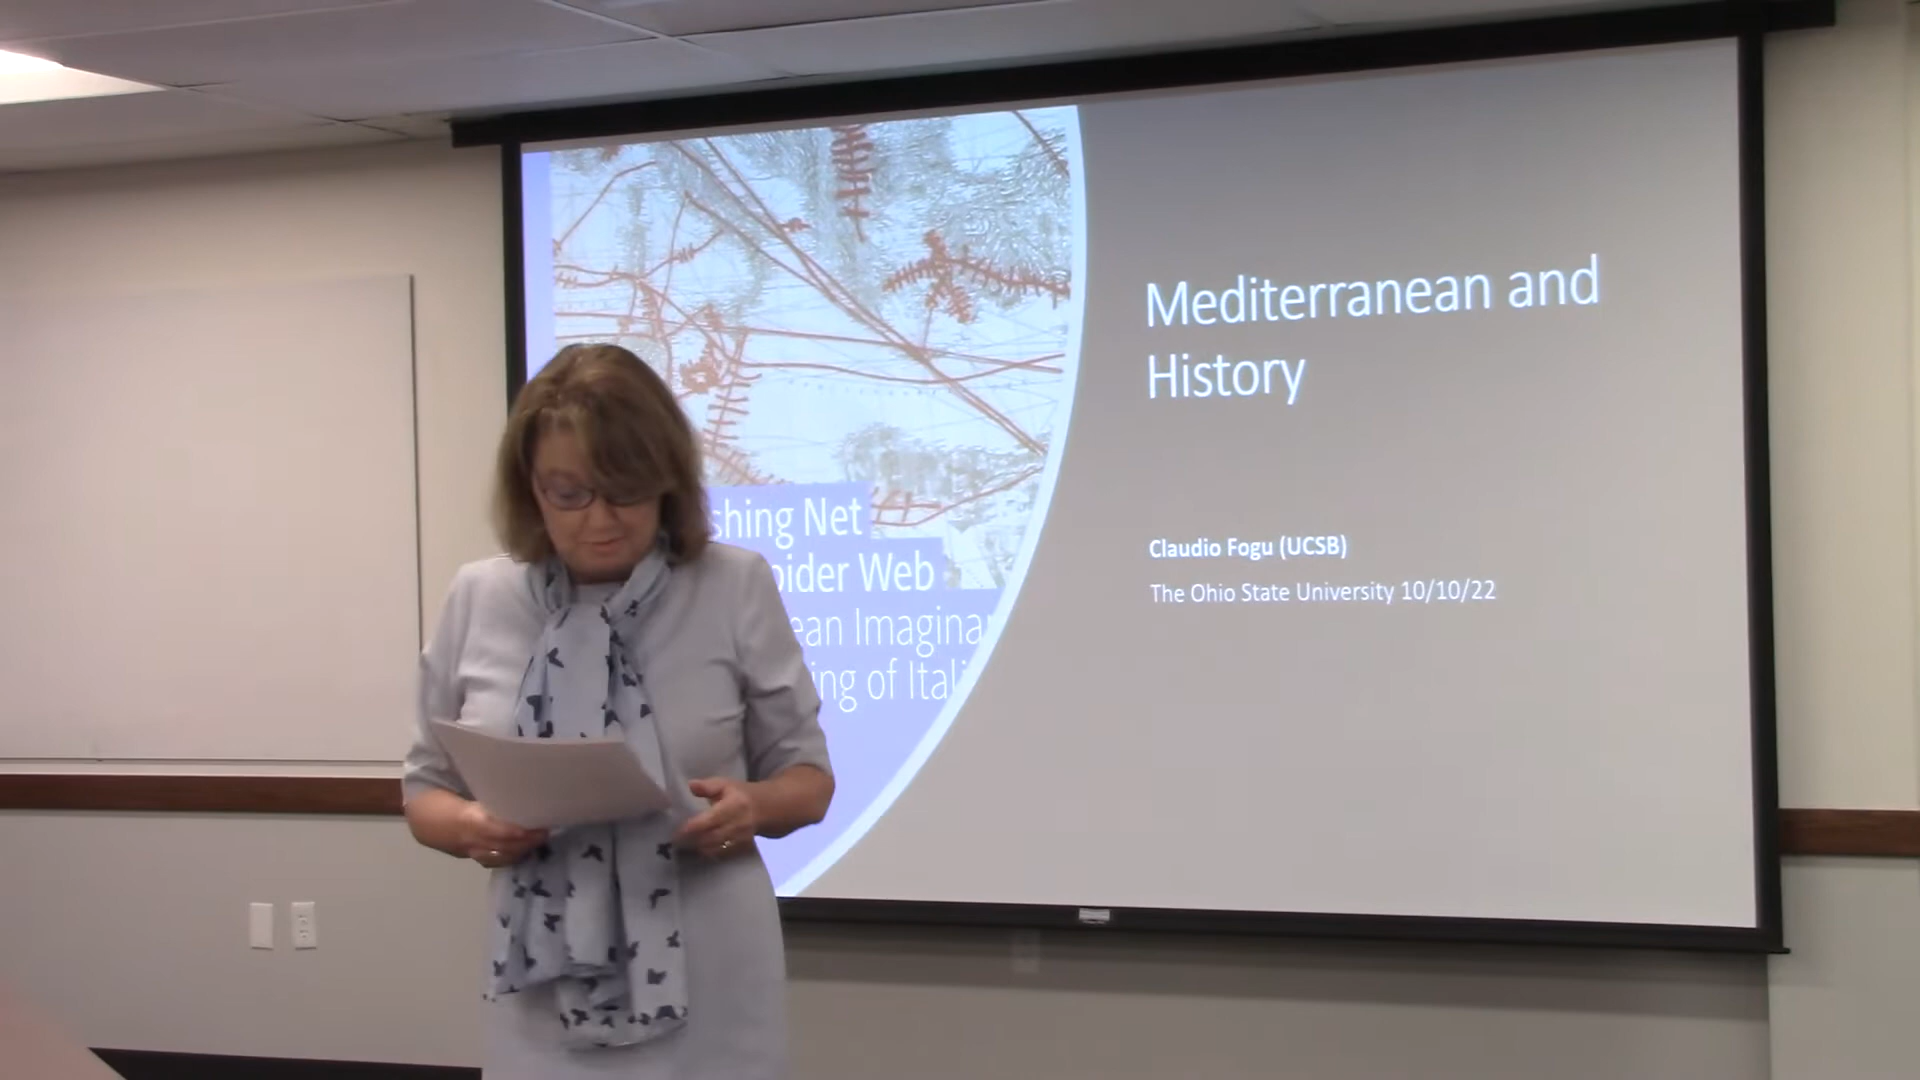 Mediterranean and
History
Claudio Fogu (UCSB)
The Ohio State University 10/10/22
shing Net
pider Web
ean Imagina
ing of Itali